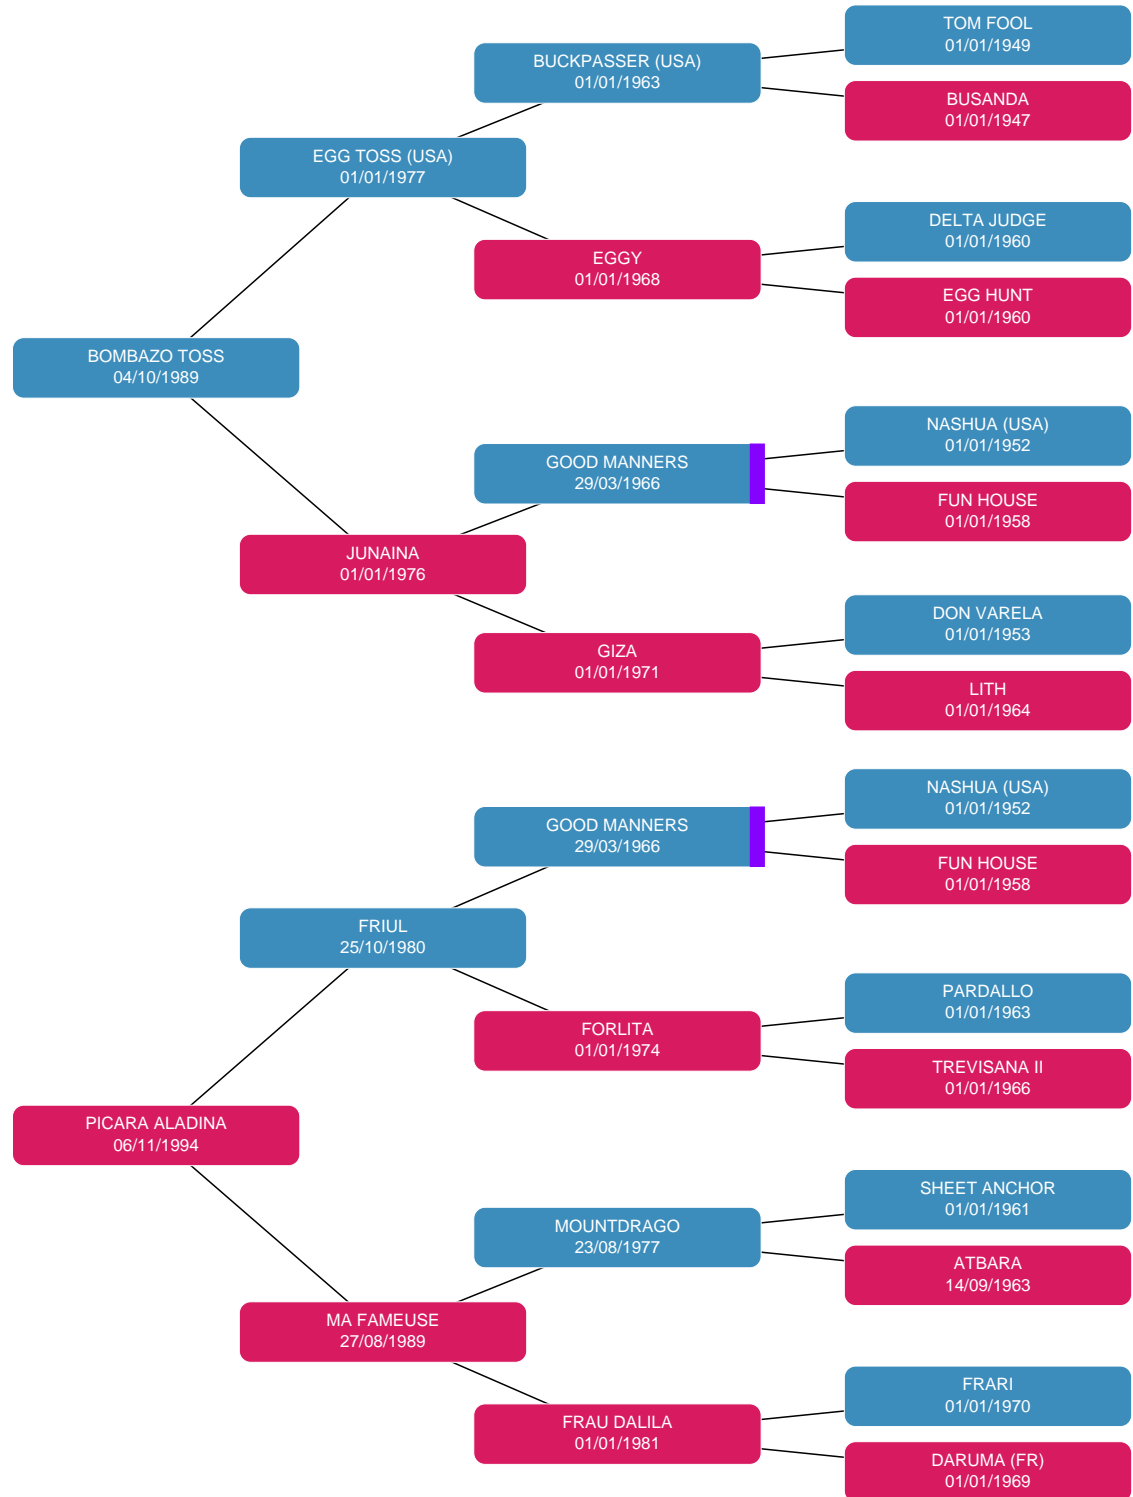 TOM FOOL
01/01/1949
BUCKPASSER (USA)
01/01/1963
BUSANDA
01/01/1947
EGG TOSS (USA)
01/01/1977
DELTA JUDGE
01/01/1960
EGGY
01/01/1968
EGG HUNT
01/01/1960
BOMBAZO TOSS
04/10/1989
NASHUA (USA)
01/01/1952
GOOD MANNERS
29/03/1966
FUN HOUSE
01/01/1958
JUNAINA
01/01/1976
DON VARELA
01/01/1953
GIZA
01/01/1971
LITH
01/01/1964
NASHUA (USA)
01/01/1952
GOOD MANNERS
29/03/1966
FUN HOUSE
01/01/1958
FRIUL
25/10/1980
PARDALLO
01/01/1963
FORLITA
01/01/1974
TREVISANA II
01/01/1966
PICARA ALADINA
06/11/1994
SHEET ANCHOR
01/01/1961
MOUNTDRAGO
23/08/1977
ATBARA
14/09/1963
MA FAMEUSE
27/08/1989
FRARI
01/01/1970
FRAU DALILA
01/01/1981
DARUMA (FR)
01/01/1969